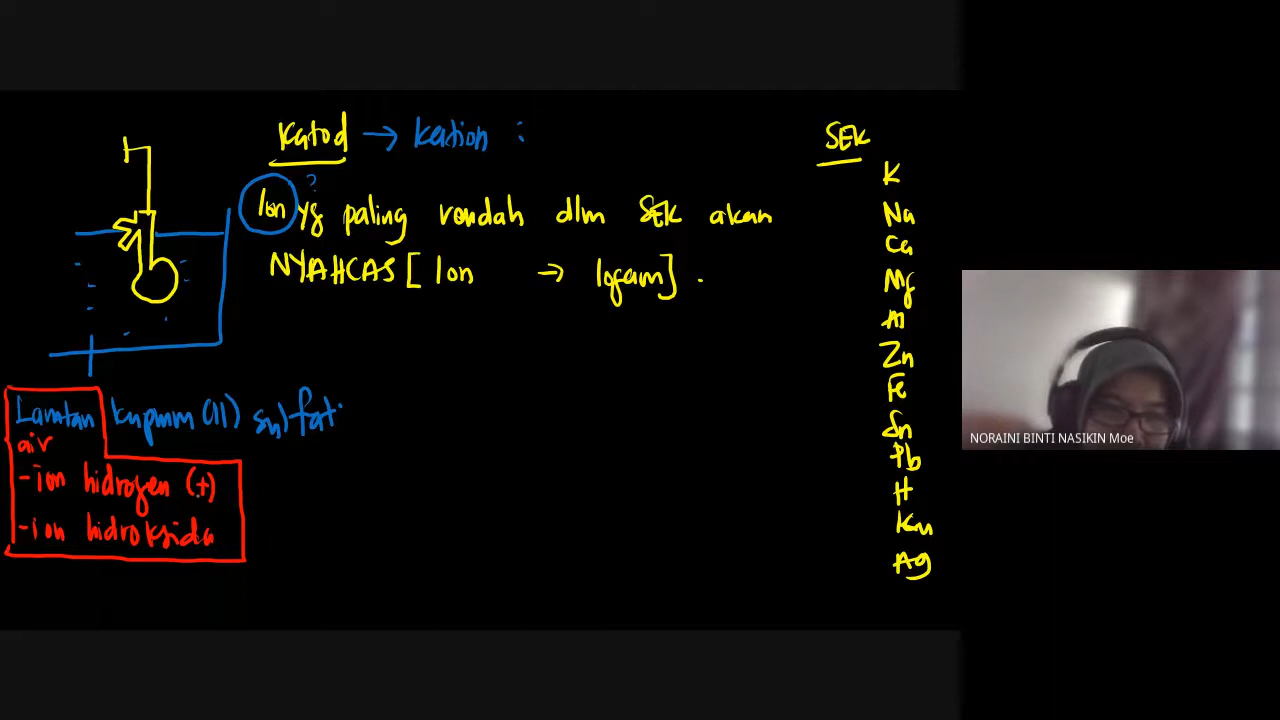 Katod → kation :
Ion yg paling rendah dlm SEK akan
?
NYAHCAS [ Ion → logam] .
Larutan kuprum (II) sulfat
air
-ion hidrogen (+)
-ion hidroksida
SEK
K
Na
Ca
Mg
Al
Zn
Fe
Sn
Pb
H
Ku
Ag
NORAINI BINTI NASIKIN Moe